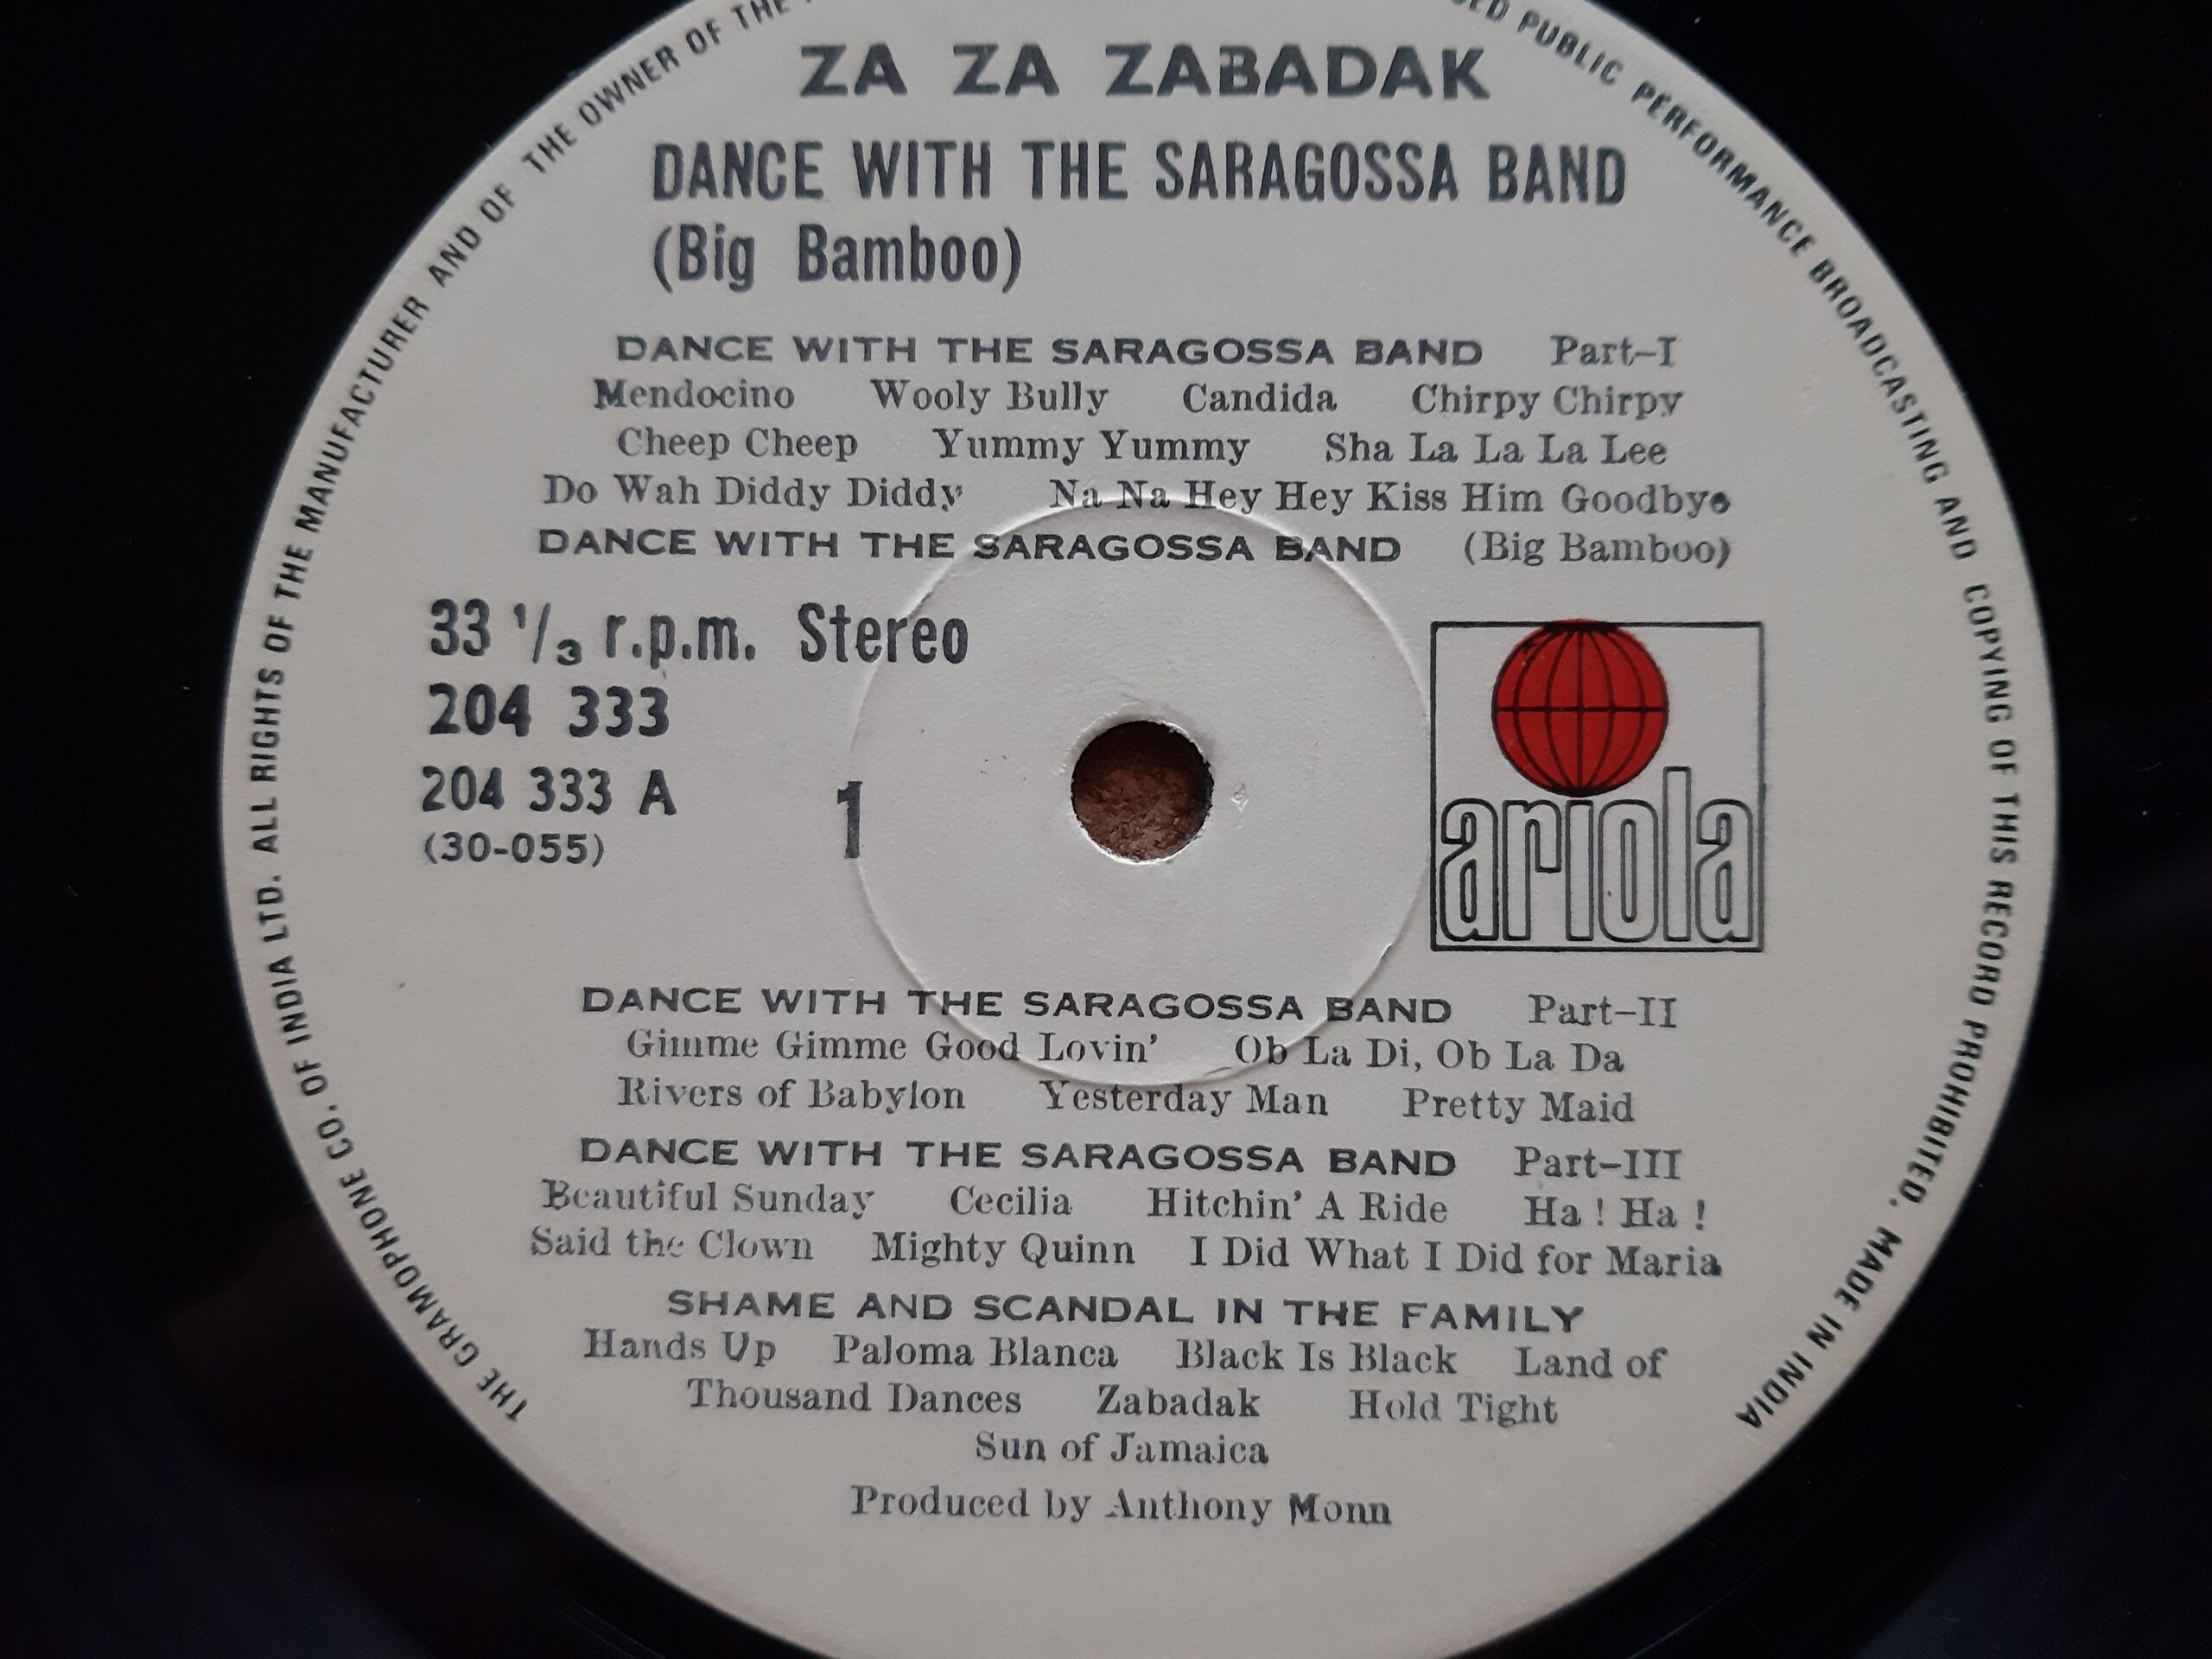 ZA ZA ZABADAK
DANCE WITH THE SARAGOSSA BAND
(Big Bamboo)
DANCE WITH THE SARAGOSSA BAND Part-I
Mendocino Wooly Bully Candida Chirpy Chirpy
Cheep Cheep Yummy Yummy Sha La La La Lee
Do Wah Diddy Diddy Na Na Hey Hey Kiss Him Goodbye
DANCE WITH THE SARAGOSSA BAND (Big Bamboo)
33 1/3 r.p.m. Stereo
204 333
204 333 A
(30-055)
1
ariola
DANCE WITH THE SARAGOSSA BAND Part-II
Gimme Gimme Good Lovin' Ob La Di, Ob La Da
Rivers of Babylon Yesterday Man Pretty Maid
DANCE WITH THE SARAGOSSA BAND Part-III
Beautiful Sunday Cecilia Hitchin' A Ride Ha ! Ha !
Said the Clown Mighty Quinn I Did What I Did for Maria
SHAME AND SCANDAL IN THE FAMILY
Hands Up Paloma Blanca Black Is Black Land of
Thousand Dances Zabadak Hold Tight
Sun of Jamaica
Produced by Anthony Monn
THE GRAMOPHONE CO. OF INDIA LTD. ALL RIGHTS OF THE MANUFACTURER AND OF THE OWNER OF THE
PUBLIC PERFORMANCE BROADCASTING AND COPYING OF THIS RECORD PROHIBITED. MADE IN INDIA